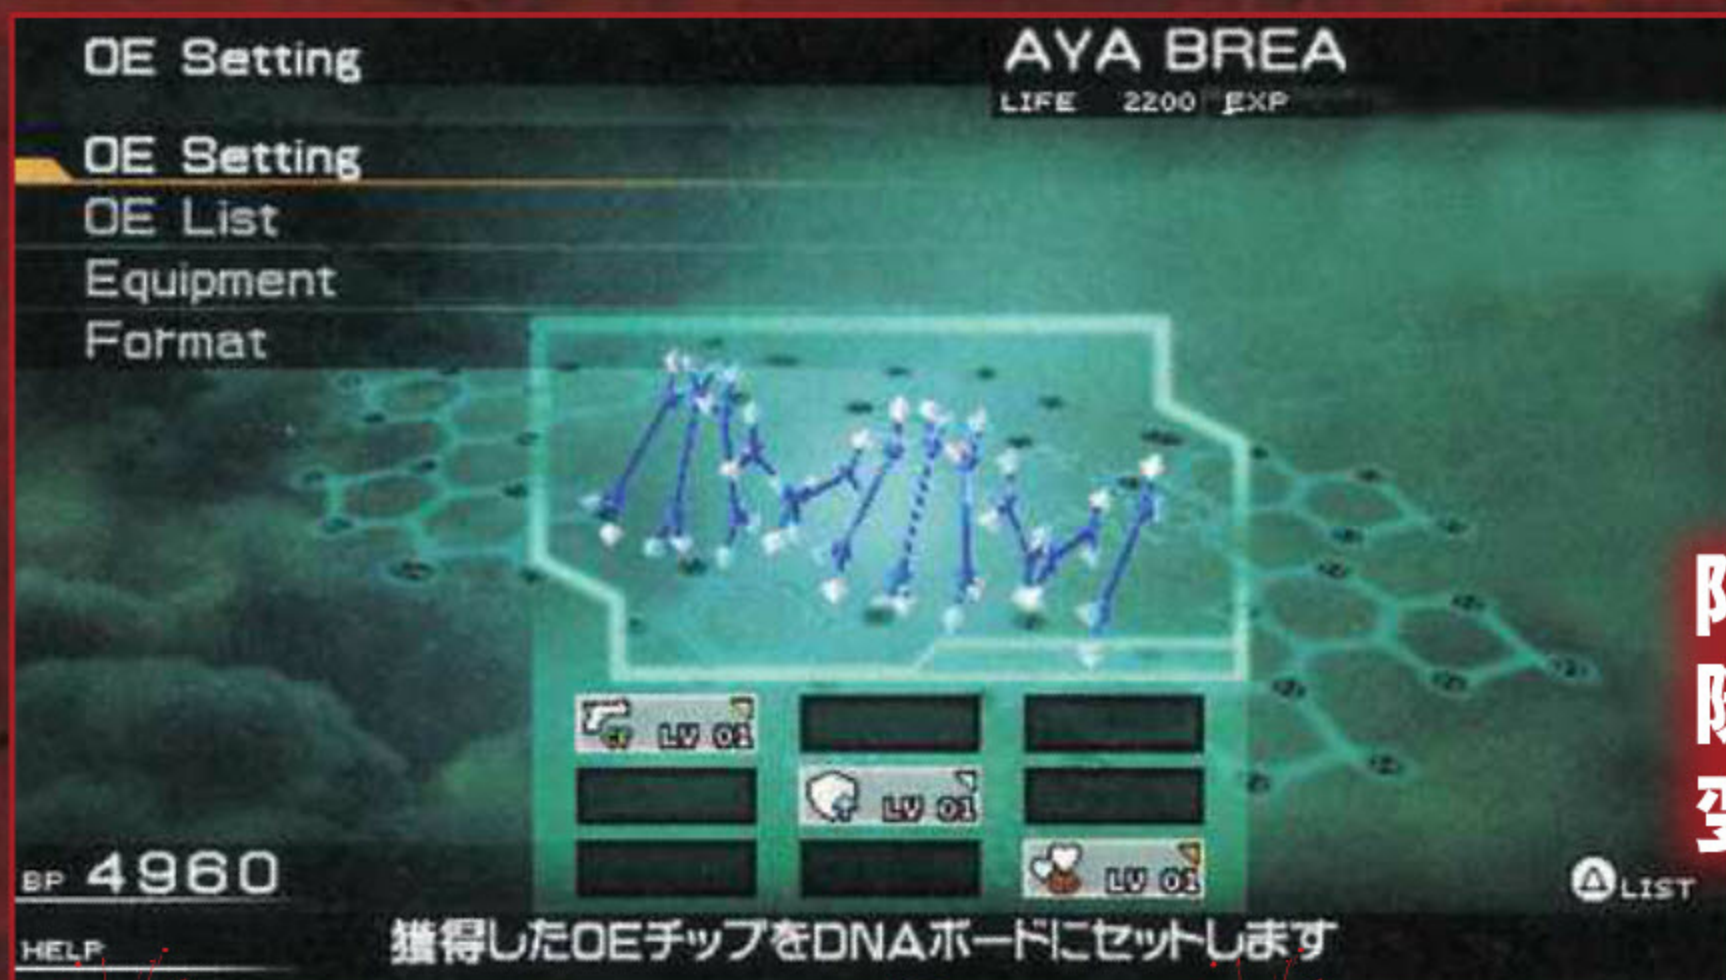 OE Setting
AYA BREA
LIFE 2200 EXP
OE Setting
OE List
Equipment
Format
LV 01
LV 01
LV 01
BP 4960
LIST
HELP
獲得したOEチップをDNAボードにセットします